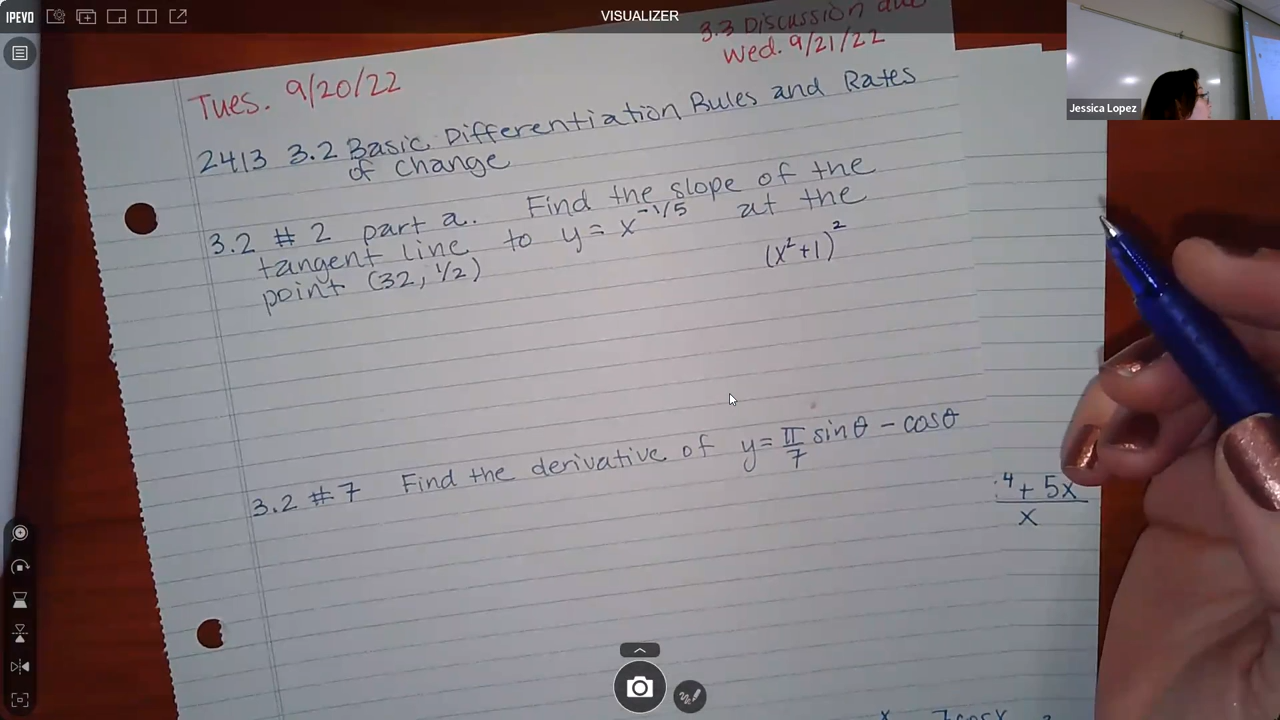 IPEVO
VISUALIZER
Jessica Lopez
3.3 Discussion
Wed. 9/21/22
Tues. 9/20/22
2413 3.2 Basic Differentiation Rules and Rates
of Change
3.2 # 2 part a. Find the slope of the
tangent line to y = x^-1/5 at the
point (32, 1/2)
(x²+1)²
3.2 # 7 Find the derivative of y = π/7 sinθ - cosθ
⁴ + 5x
x